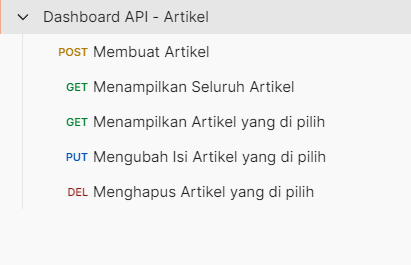 Dashboard API - Artikel
POST Membuat Artikel
GET Menampilkan Seluruh Artikel
GET Menampilkan Artikel yang di pilih
PUT Mengubah Isi Artikel yang di pilih
DEL Menghapus Artikel yang di pilih